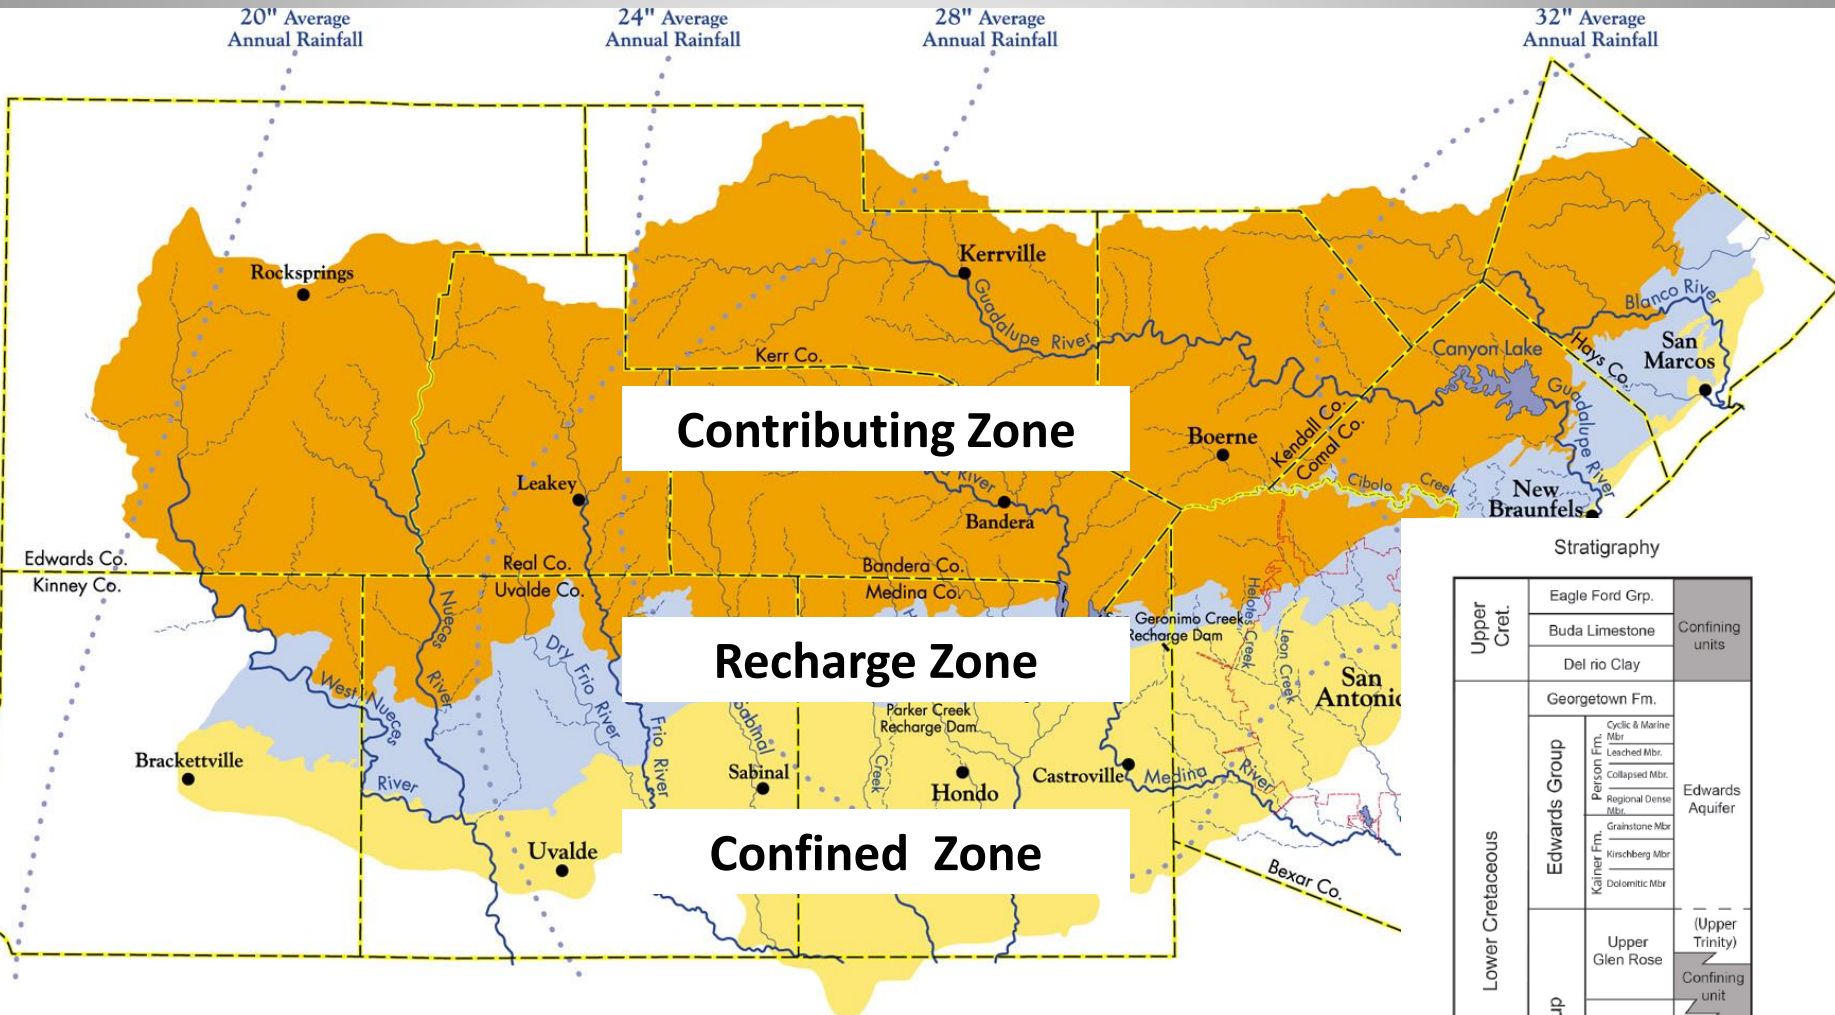 20" Average
Annual Rainfall
24" Average
Annual Rainfall
28" Average
Annual Rainfall
32" Average
Annual Rainfall
Rocksprings
Kerrville
Guadalupe River
Blanco River
San
Marcos
Hays Co.
Canyon Lake
Guadalupe River
Kerr Co.
Contributing Zone
Boerne
Kendall Co.
Comal Co.
Leakey
River
Bandera
Cibolo Creek
New
Braunfels
Edwards Co.
Kinney Co.
Real Co.
Uvalde Co.
Bandera Co.
Medina Co.
Nueces River
Dry Frio River
Geronimo Creek
Recharge Dam
Helotes Creek
Leon Creek
Recharge Zone
San
Antonio
West Nueces
River
Frio River
Sabinal
Parker Creek
Recharge Dam
Creek
Brackettville
Sabinal
Hondo
Castroville
Medina River
Uvalde
Confined Zone
Bexar Co.
Stratigraphy
Upper
Cret.
Eagle Ford Grp.
Buda Limestone
Del rio Clay
Confining
units
Lower Cretaceous
Georgetown Fm.
Edwards Group
Person Fm.
Cyclic & Marine
Mbr
Leached Mbr.
Collapsed Mbr.
Regional Dense
Mbr.
Kainer Fm.
Grainstone Mbr
Kirschberg Mbr
Dolomitic Mbr
Edwards
Aquifer
Upper
Glen Rose
(Upper
Trinity)
Confining
unit